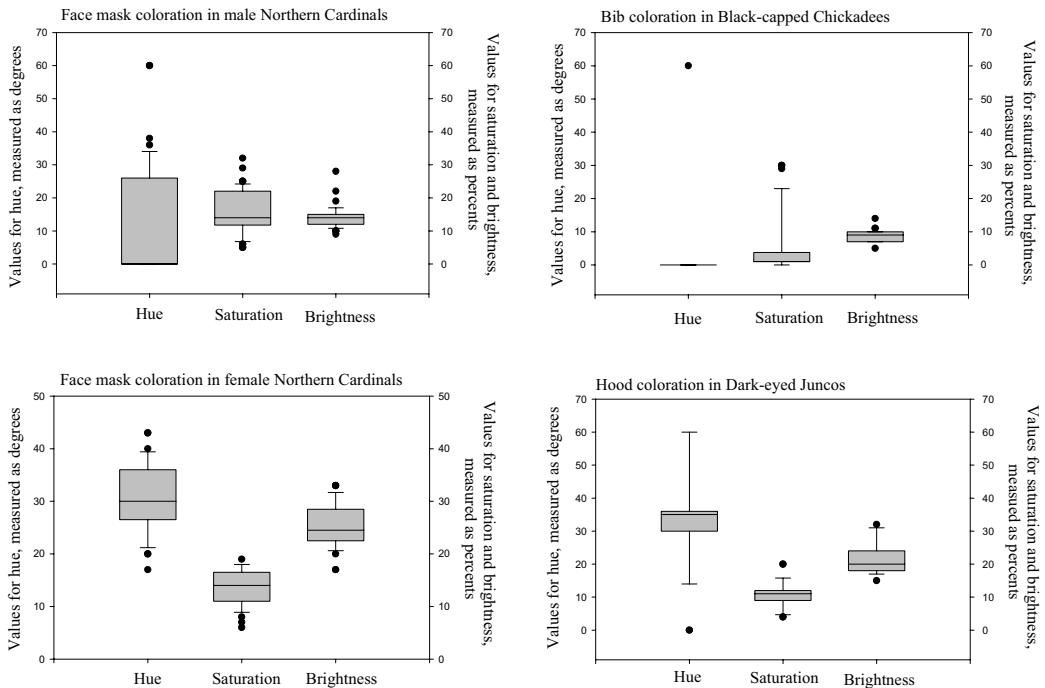 Face mask coloration in male Northern Cardinals
Values for hue, measured as degrees
70
60
50
40
30
20
10
0
70
60
50
40
30
20
10
0
Values for saturation and brightness,
measured as percents
Hue
Saturation
Brightness
Bib coloration in Black-capped Chickadees
Values for hue, measured as degrees
70
60
50
40
30
20
10
0
70
60
50
40
30
20
10
0
Values for saturation and brightness,
measured as percents
Hue
Saturation
Brightness
Face mask coloration in female Northern Cardinals
Values for hue, measured as degrees
50
40
30
20
10
0
50
40
30
20
10
0
Values for saturation and brightness,
measured as percents
Hue
Saturation
Brightness
Hood coloration in Dark-eyed Juncos
Values for hue, measured as degrees
70
60
50
40
30
20
10
0
70
60
50
40
30
20
10
0
Values for saturation and brightness,
measued as percents
Hue
Saturation
Brightness